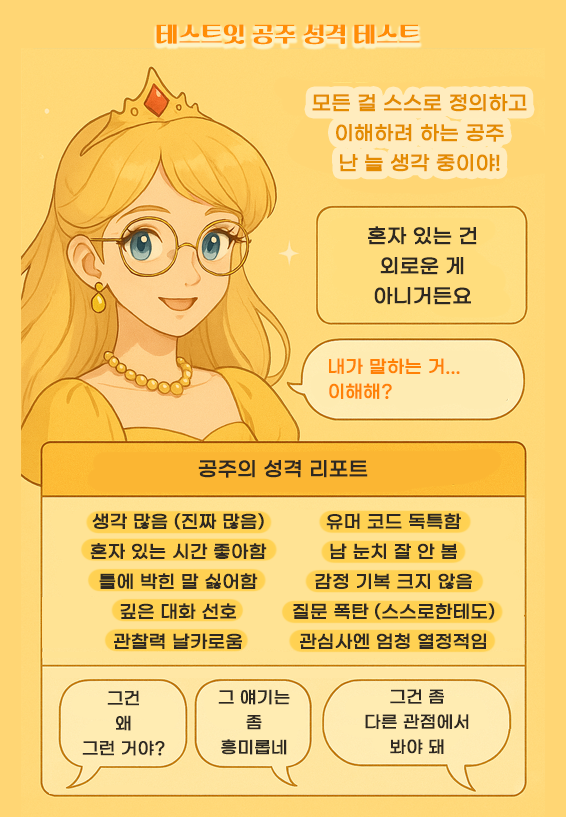 테스트잇 공주 성격 테스트
모든 걸 스스로 정의하고
이해하려 하는 공주
난 늘 생각 중이야!
혼자 있는 건
외로운 게
아니거든요
내가 말하는 거...
이해해?
공주의 성격 리포트
생각 많음 (진짜 많음)
유머 코드 독특함
혼자 있는 시간 좋아함
남 눈치 잘 안 봄
틀에 박힌 말 싫어함
감정 기복 크지 않음
깊은 대화 선호
질문 폭탄 (스스로한테도)
관찰력 날카로움
관심사엔 엄청 열정적임
그건
왜
그런 거야?
그 얘기는
좀
흥미롭네
그건 좀
다른 관점에서
봐야 돼